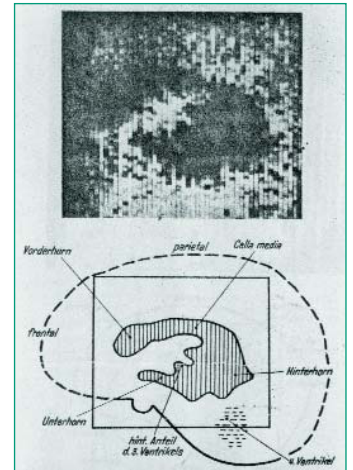 parietal
Cella media
Vorderhorn
frontal
Hinterhorn
Unterhorn
hint. Anteil
d. 3. Ventrikels
4. Ventrikel